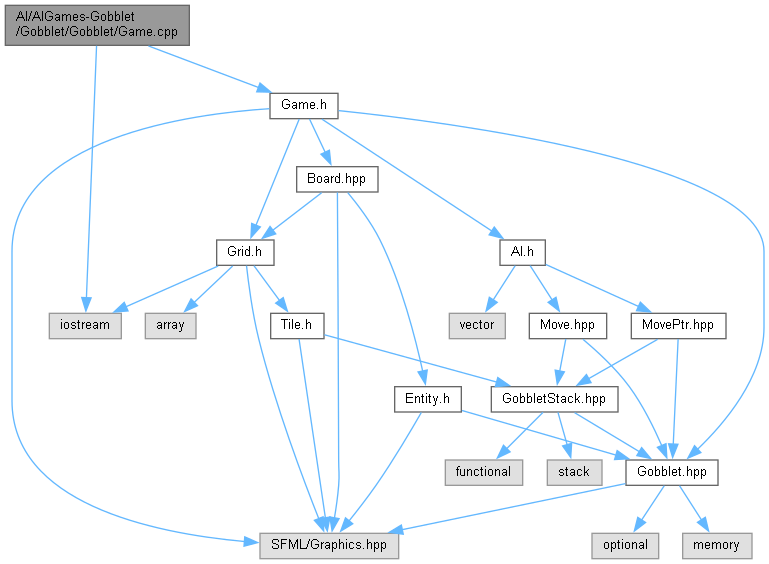 AI/AIGames-Gobblet
/Gobblet/Gobblet/Game.cpp
Game.h
Board.hpp
Grid.h
AI.h
iostream
array
Tile.h
vector
Move.hpp
MovePtr.hpp
Entity.h
GobbletStack.hpp
functional
stack
Gobblet.hpp
SFML/Graphics.hpp
optional
memory